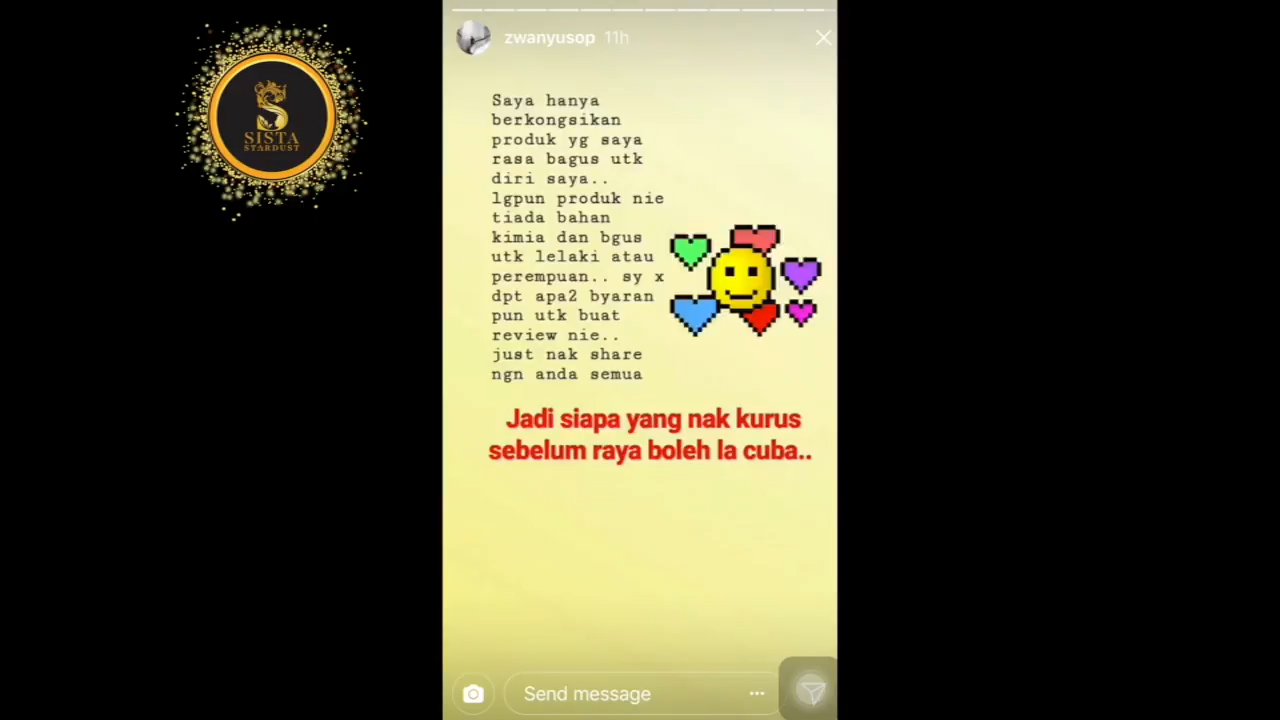 SISTA
STARDUST
zwanyusop 11h
Saya hanya
berkongsikan
produk yg saya
rasa bagus utk
diri saya..
lgpun produk nie
tiada bahan
kimia dan bgus
utk lelaki atau
perempuan.. sy x
dpt apa2 byaran
pun utk buat
review nie..
just nak share
ngn anda semua
Jadi siapa yang nak kurus
sebelum raya boleh la cuba..
Send message